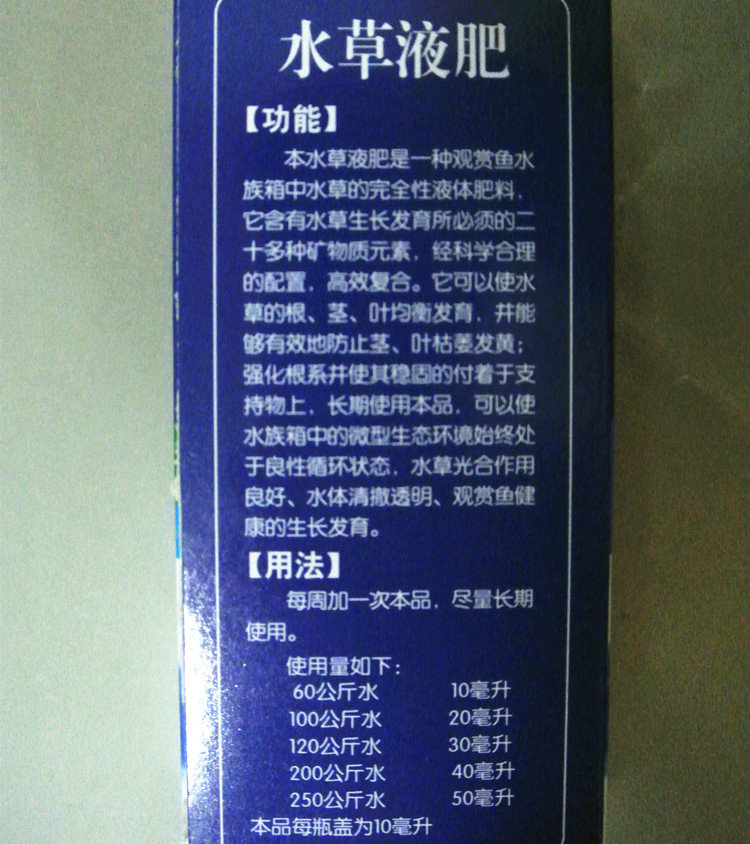 水草液肥
【功能】
本水草液肥是一种观赏鱼水
族箱中水草的完全性液体肥料,
它含有水草生长发育所必须的二
十多种矿物质元素,经科学合理
的配置,高效复合。它可以使水
草的根、茎、叶均衡发育,并能
够有效地防止茎、叶枯萎发黄;
强化根系并使其稳固的付着于支
持物上,长期使用本品,可以使
水族箱中的微型生态环境始终处
于良性循环状态,水草光合作用
良好、水体清撤透明、观赏鱼健
康的生长发育。
【用法】
每周加一次本品,尽量长期
使用。
使用量如下:
60公斤水 10毫升
100公斤水 20毫升
120公斤水 30毫升
200公斤水 40毫升
250公斤水 50毫升
本品每瓶盖为10毫升